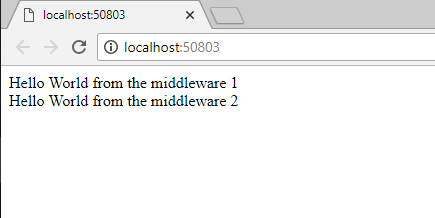 localhost:50803
localhost:50803
Hello World from the middleware 1
Hello World from the middleware 2